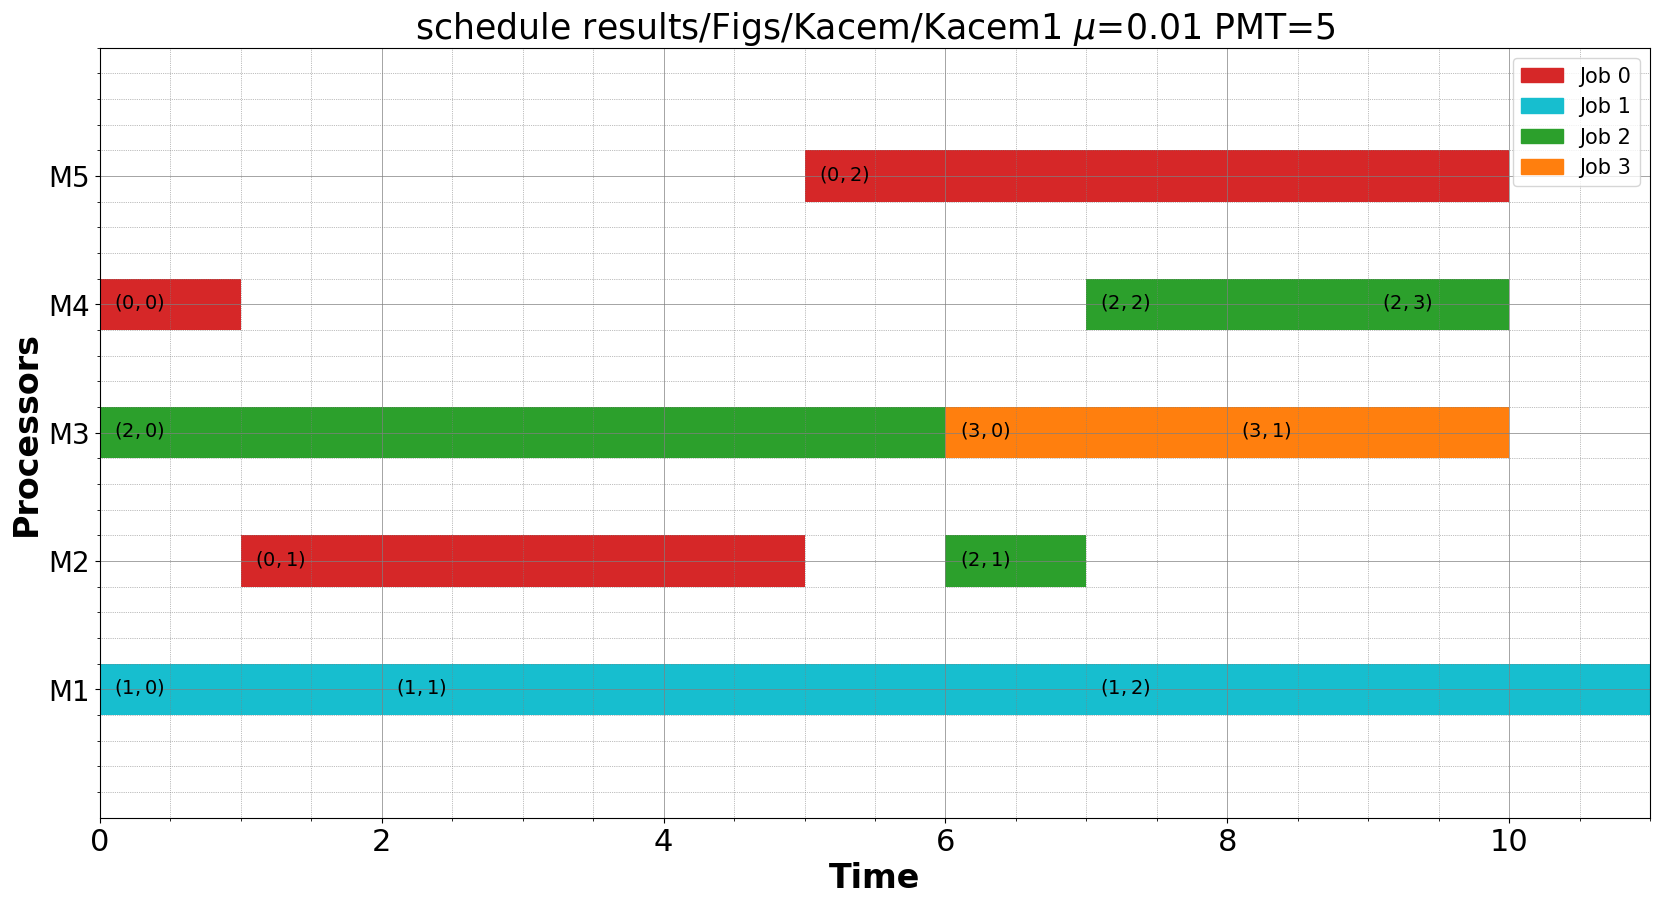 schedule results/Figs/Kacem/Kacem1 μ=0.01 PMT=5
Job 0
Job 1
Job 2
Job 3
Processors
M5
(0, 2)
M4
(0, 0)
(2, 2)
(2, 3)
M3
(2, 0)
(3, 0)
(3, 1)
M2
(0, 1)
(2, 1)
M1
(1, 0)
(1, 1)
(1, 2)
0 2 4 6 8 10
Time